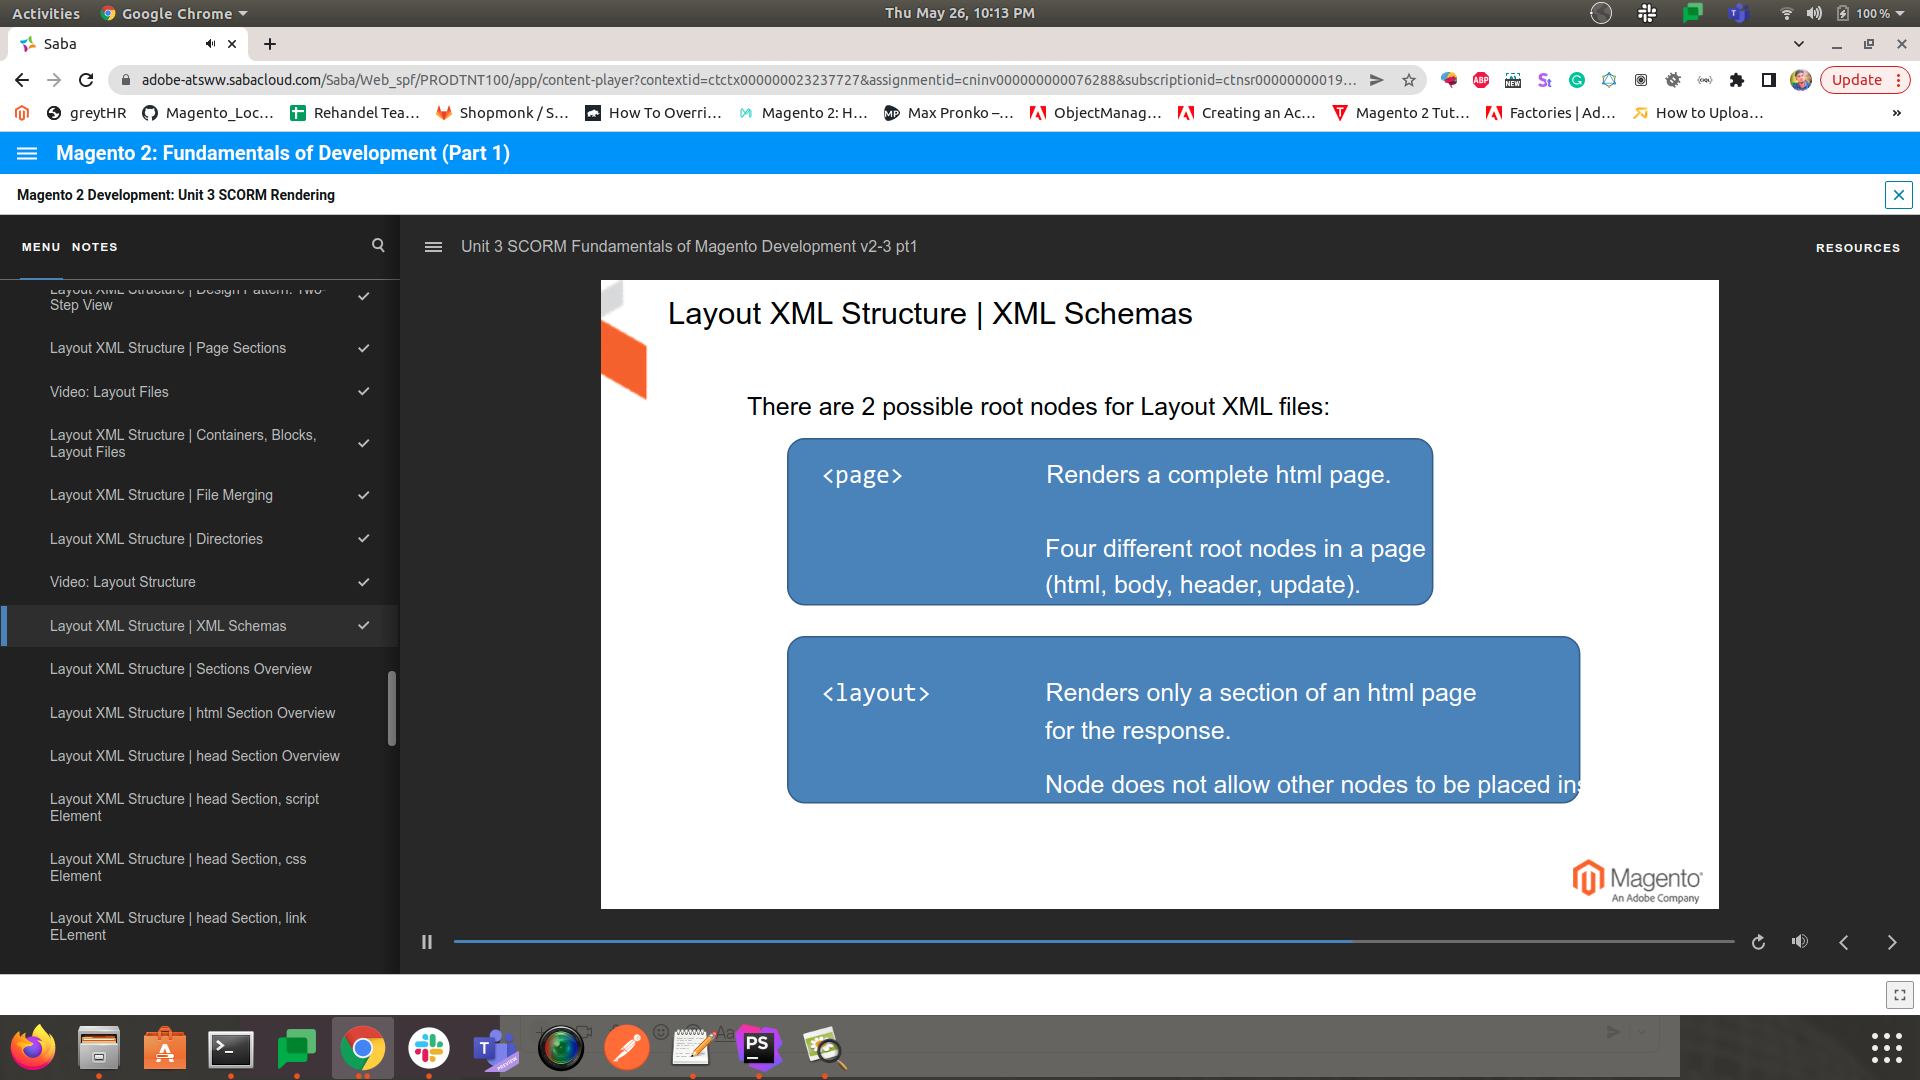 Activities Google Chrome Thu May 26, 10:13 PM 100 %
Saba
adobe-atsww.sabacloud.com/Saba/Web_spf/PRODTNT100/app/content-player?contextid=ctctx000000023237727&assignmentid=cninv000000000076288&subscriptionid=ctnsr00000000019... Update
greytHR Magento_Loc... Rehandel Tea... Shopmonk / S... How To Overri... Magento 2: H... Max Pronko –... ObjectManag... Creating an Ac... Magento 2 Tut... Factories | Ad... How to Uploa... »
Magento 2: Fundamentals of Development (Part 1)
Magento 2 Development: Unit 3 SCORM Rendering
MENU NOTES
Unit 3 SCORM Fundamentals of Magento Development v2-3 pt1
RESOURCES
Layout XML Structure | Design Pattern: Two-
Step View
Layout XML Structure | Page Sections
Video: Layout Files
Layout XML Structure | Containers, Blocks,
Layout Files
Layout XML Structure | File Merging
Layout XML Structure | Directories
Video: Layout Structure
Layout XML Structure | XML Schemas
Layout XML Structure | Sections Overview
Layout XML Structure | html Section Overview
Layout XML Structure | head Section Overview
Layout XML Structure | head Section, script
Element
Layout XML Structure | head Section, css
Element
Layout XML Structure | head Section, link
ELement
Layout XML Structure | XML Schemas
There are 2 possible root nodes for Layout XML files:
<page> Renders a complete html page.
Four different root nodes in a page
(html, body, header, update).
<layout> Renders only a section of an html page
for the response.
Node does not allow other nodes to be placed ins
Magento
An Adobe Company